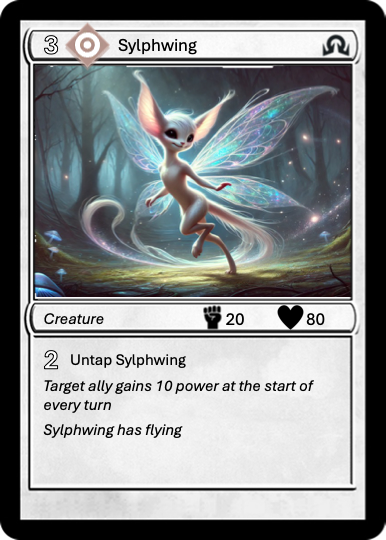 3 Sylphwing
Creature 20 80
2 Untap Sylphwing
Target ally gains 10 power at the start of
every turn
Sylphwing has flying